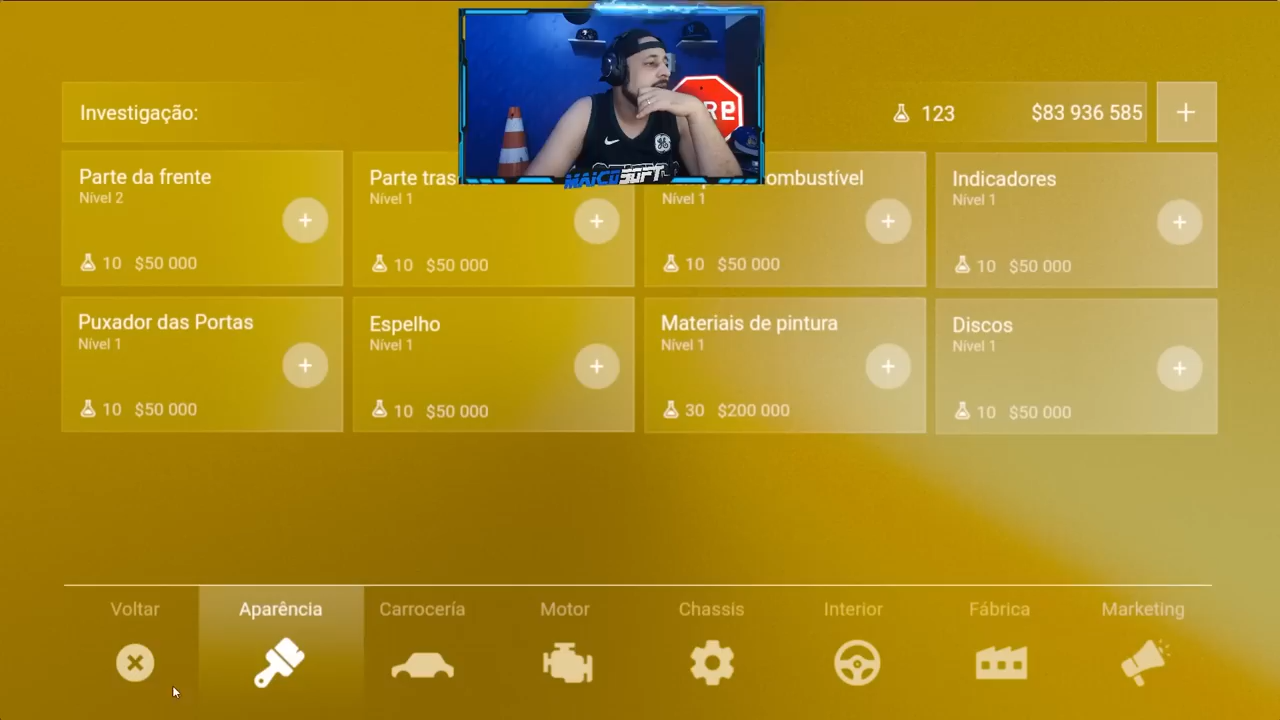 Investigação:
123
$83 936 585
Parte da frente
Nível 2
10 $50 000
Parte
Nível 1
10 $50 000
ombustível
Nível 1
10 $50 000
Indicadores
Nível 1
10 $50 000
Puxador das Portas
Nível 1
10 $50 000
Espelho
Nível 1
10 $50 000
Materiais de pintura
Nível 1
30 $200 000
Discos
Nível 1
10 $50 000
MAICOSOFT
Voltar
Aparência
Carrocería
Motor
Chassis
Interior
Fábrica
Marketing